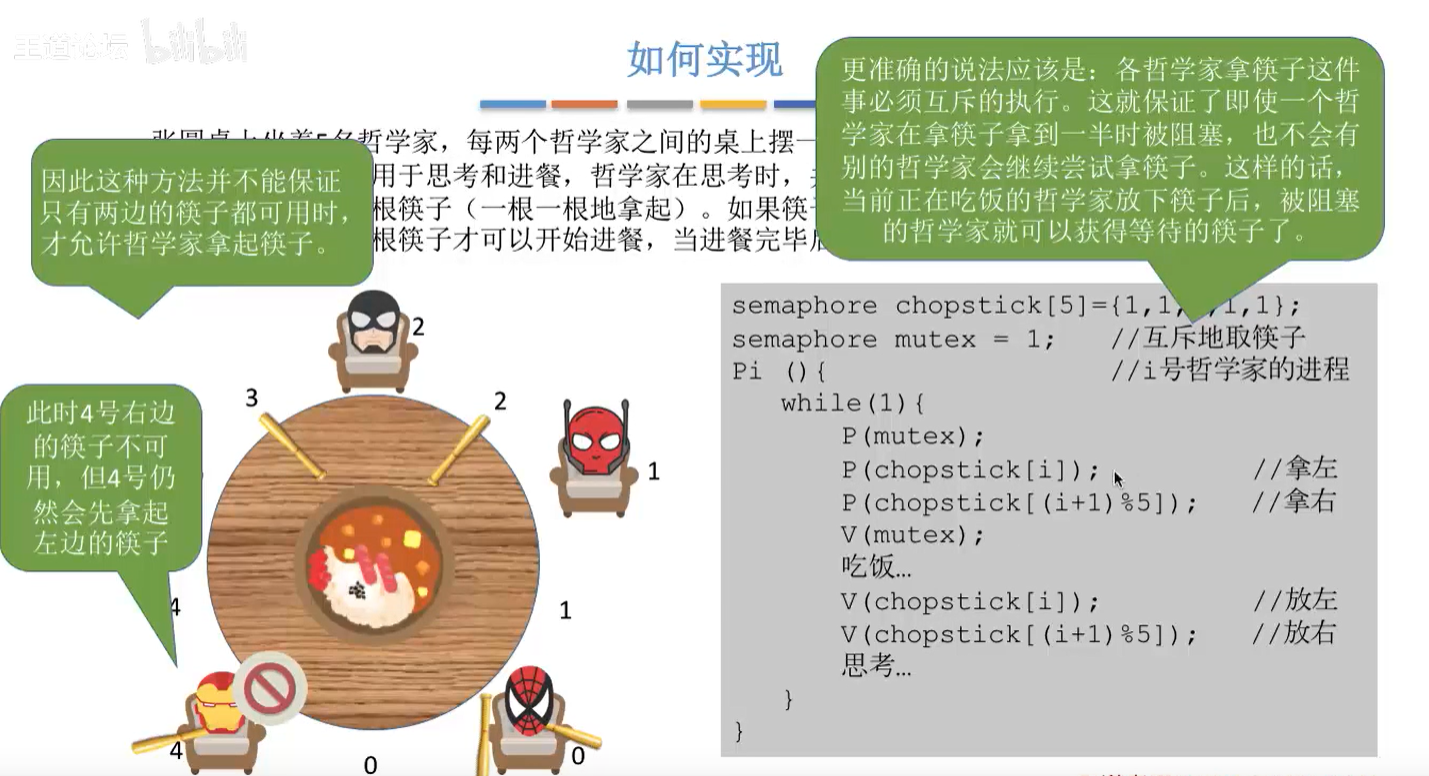 王道论坛 bilibili
如何实现
更准确的说法应该是：各哲学家拿筷子这件
事必须互斥的执行。这就保证了即使一个哲
学家在拿筷子拿到一半时被阻塞，也不会有
别的哲学家会继续尝试拿筷子。这样的话，
当前正在吃饭的哲学家放下筷子后，被阻塞
的哲学家就可以获得等待的筷子了。
张圆桌上坐着5名哲学家，每两个哲学家之间的桌上摆一
用于思考和进餐，哲学家在思考时，
根筷子（一根一根地拿起）。如果筷
根筷子才可以开始进餐，当进餐完毕
因此这种方法并不能保证
只有两边的筷子都可用时，
才允许哲学家拿起筷子。
此时4号右边
的筷子不可
用，但4号仍
然会先拿起
左边的筷子
2
3
2
1
1
4
4
0
0
semaphore chopstick[5]={1,1,,1,1};
semaphore mutex = 1; //互斥地取筷子
Pi (){ //i号哲学家的进程
while(1){
P(mutex);
P(chopstick[i]); //拿左
P(chopstick[(i+1)%5]); //拿右
V(mutex);
吃饭…
V(chopstick[i]); //放左
V(chopstick[(i+1)%5]); //放右
思考…
}
}